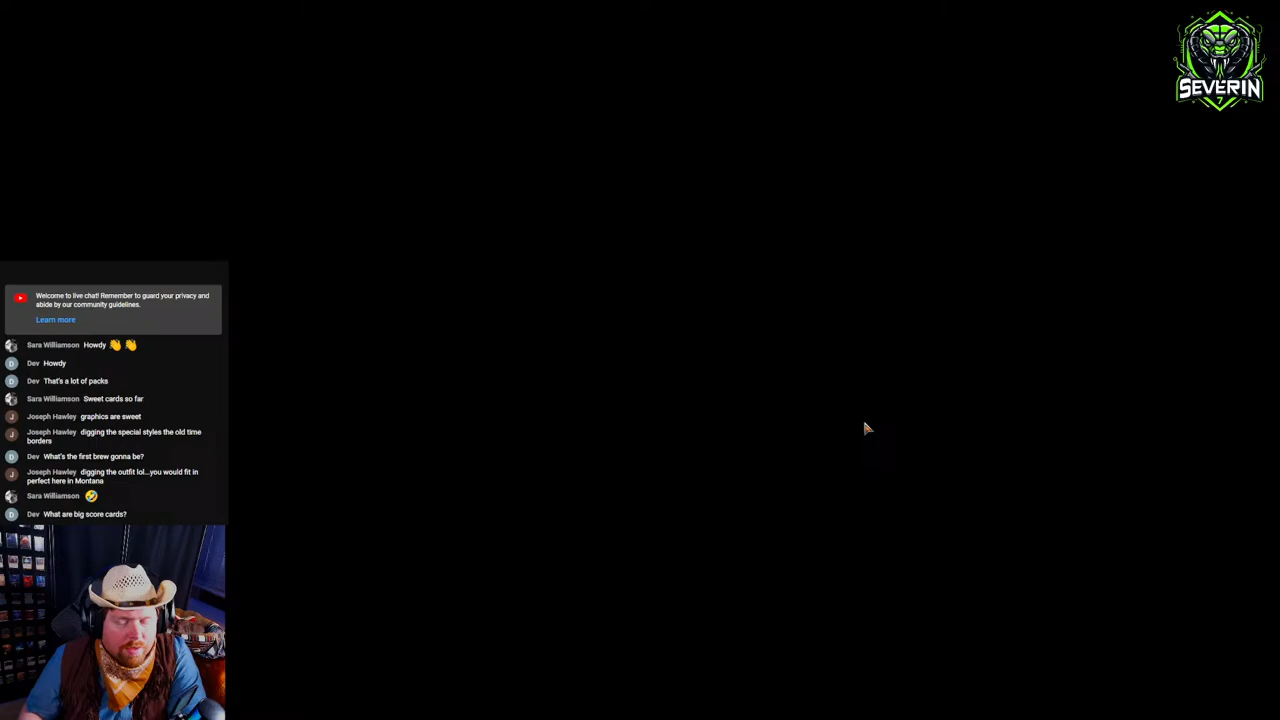 SEVERIN
7
Welcome to live chat! Remember to guard your privacy and
abide by our community guidelines.
Learn more
Sara Williamson Howdy 👏 👏
D Dev Howdy
D Dev That's a lot of packs
Sara Williamson Sweet cards so far
J Joseph Hawley graphics are sweet
J Joseph Hawley digging the special styles the old time
borders
D Dev What's the first brew gonna be?
J Joseph Hawley digging the outfit lol...you would fit in
perfect here in Montana
Sara Williamson 🤣
D Dev What are big score cards?